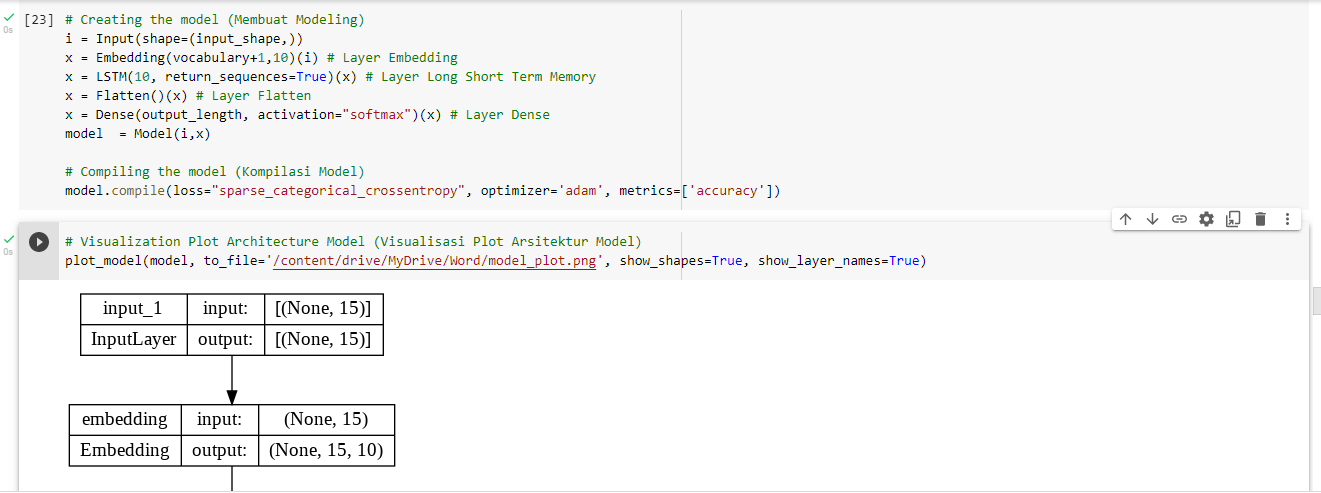 [23] # Creating the model (Membuat Modeling)
0s
i = Input(shape=(input_shape,))
x = Embedding(vocabulary+1,10)(i) # Layer Embedding
x = LSTM(10, return_sequences=True)(x) # Layer Long Short Term Memory
x = Flatten()(x) # Layer Flatten
x = Dense(output_length, activation="softmax")(x) # Layer Dense
model  = Model(i,x)
# Compiling the model (Kompilasi Model)
model.compile(loss="sparse_categorical_crossentropy", optimizer='adam', metrics=['accuracy'])
# Visualization Plot Architecture Model (Visualisasi Plot Arsitektur Model)
0s
plot_model(model, to_file='/content/drive/MyDrive/Word/model_plot.png', show_shapes=True, show_layer_names=True)
input_1 input: [(None, 15)]
InputLayer output: [(None, 15)]
embedding input: (None, 15)
Embedding output: (None, 15, 10)